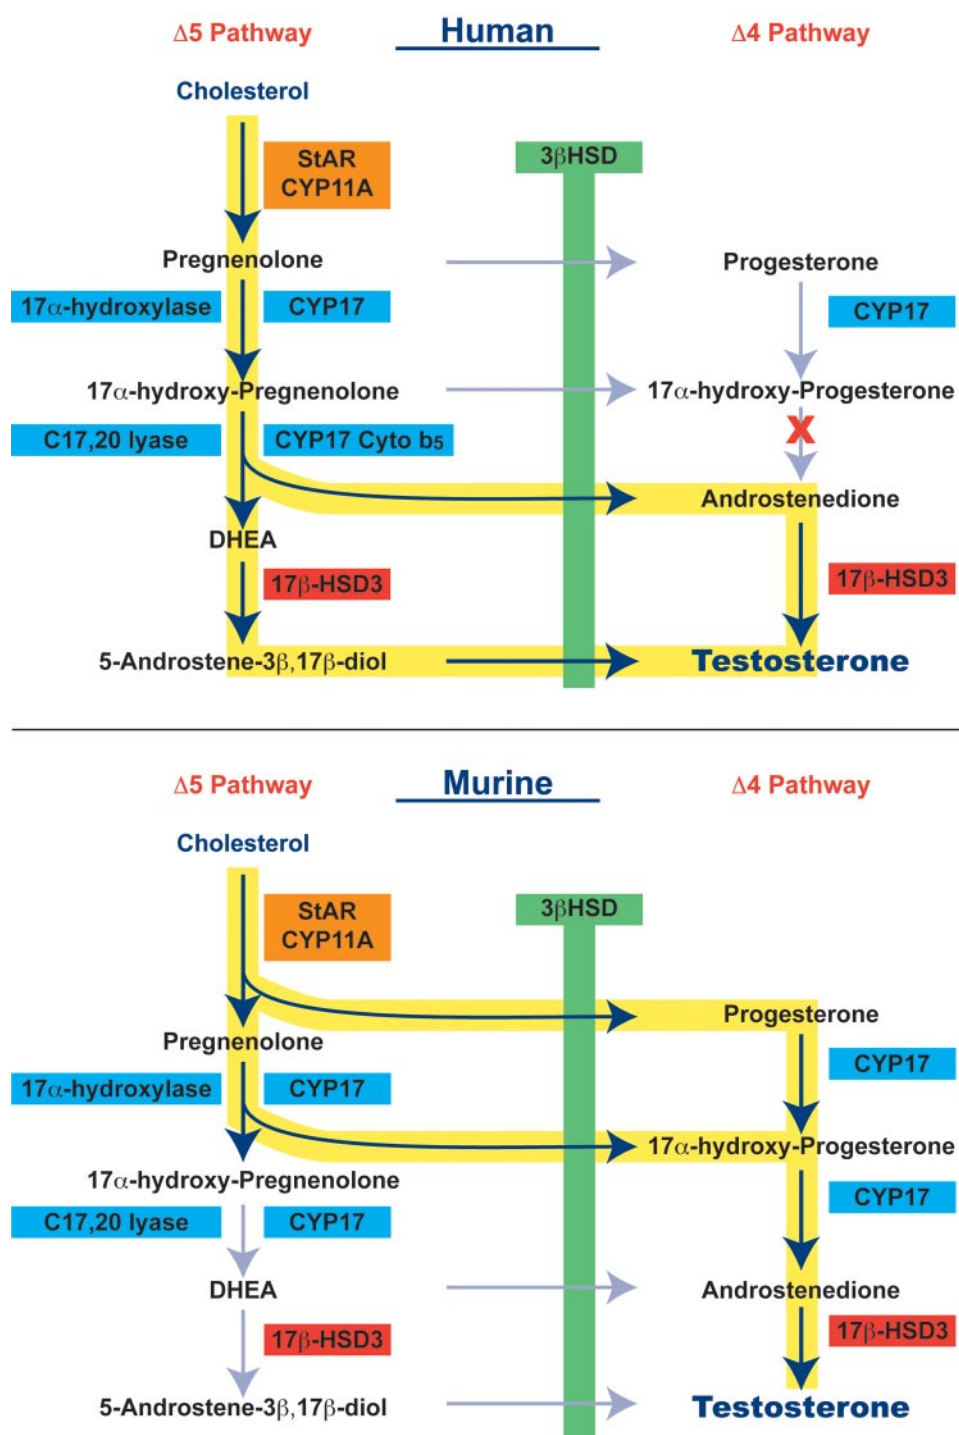 Δ5 Pathway
Human
Δ4 Pathway
Cholesterol
StAR
CYP11A
3βHSD
Pregnenolone
Progesterone
17α-hydroxylase
CYP17
CYP17
17α-hydroxy-Pregnenolone
17α-hydroxy-Progesterone
C17,20 lyase
CYP17 Cyto b5
X
Androstenedione
DHEA
17β-HSD3
17β-HSD3
5-Androstene-3β,17β-diol
Testosterone
Δ5 Pathway
Murine
Δ4 Pathway
Cholesterol
StAR
CYP11A
3βHSD
Progesterone
Pregnenolone
CYP17
17α-hydroxylase
CYP17
17α-hydroxy-Progesterone
17α-hydroxy-Pregnenolone
CYP17
C17,20 lyase
CYP17
DHEA
Androstenedione
17β-HSD3
17β-HSD3
5-Androstene-3β,17β-diol
Testosterone